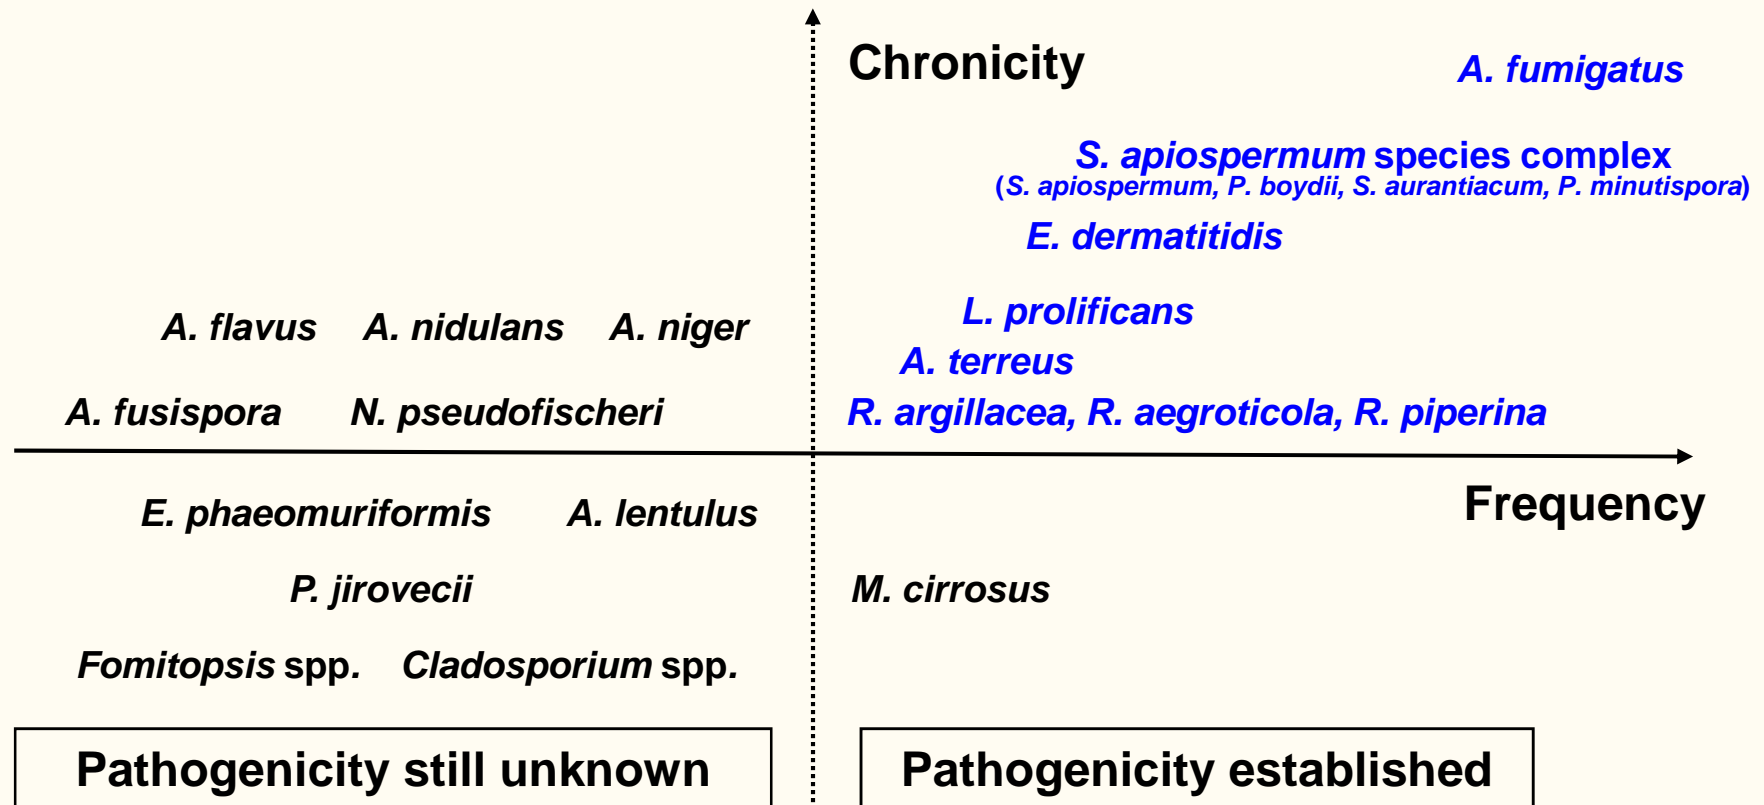 Chronicity
A. fumigatus
S. apiospermum species complex
(S. apiospermum, P. boydii, S. aurantiacum, P. minutispora)
E. dermatitidis
L. prolificans
A. flavus A. nidulans A. niger
A. terreus
A. fusispora N. pseudofischeri R. argillacea, R. aegroticola, R. piperina
Frequency
E. phaeomuriformis A. lentulus
P. jirovecii M. cirrosus
Fomitopsis spp. Cladosporium spp.
Pathogenicity still unknown Pathogenicity established